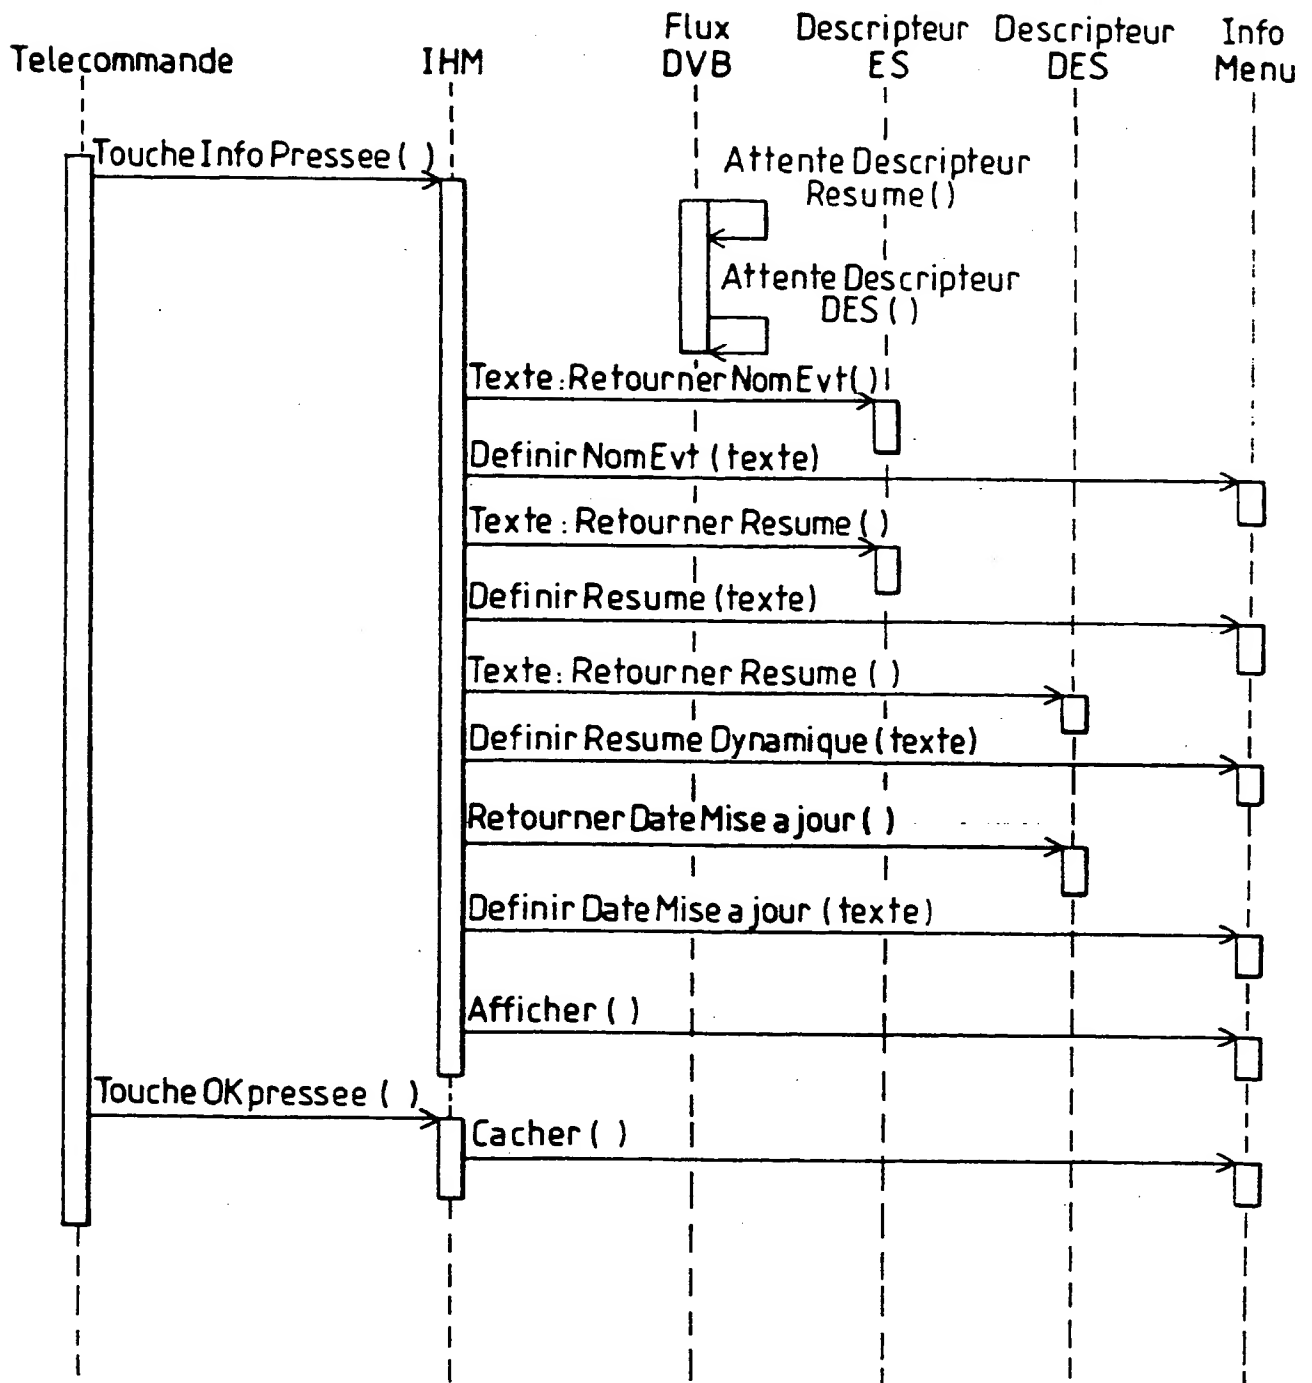 Telecommande
IHM
Flux
DVB
Descripteur
ES
Descripteur
DES
Info
Menu
Touche Info Pressee ( )
Attente Descripteur
Resume ( )
Attente Descripteur
DES ( )
Texte : Retourner Nom Evt( )
Definir Nom Evt (texte)
Texte : Retourner Resume ( )
Definir Resume (texte)
Texte : Retourner Resume ( )
Definir Resume Dynamique (texte)
Retourner Date Mise a jour ( )
Definir Date Mise a jour (texte)
Afficher ( )
Touche OK pressee ( )
Cacher ( )